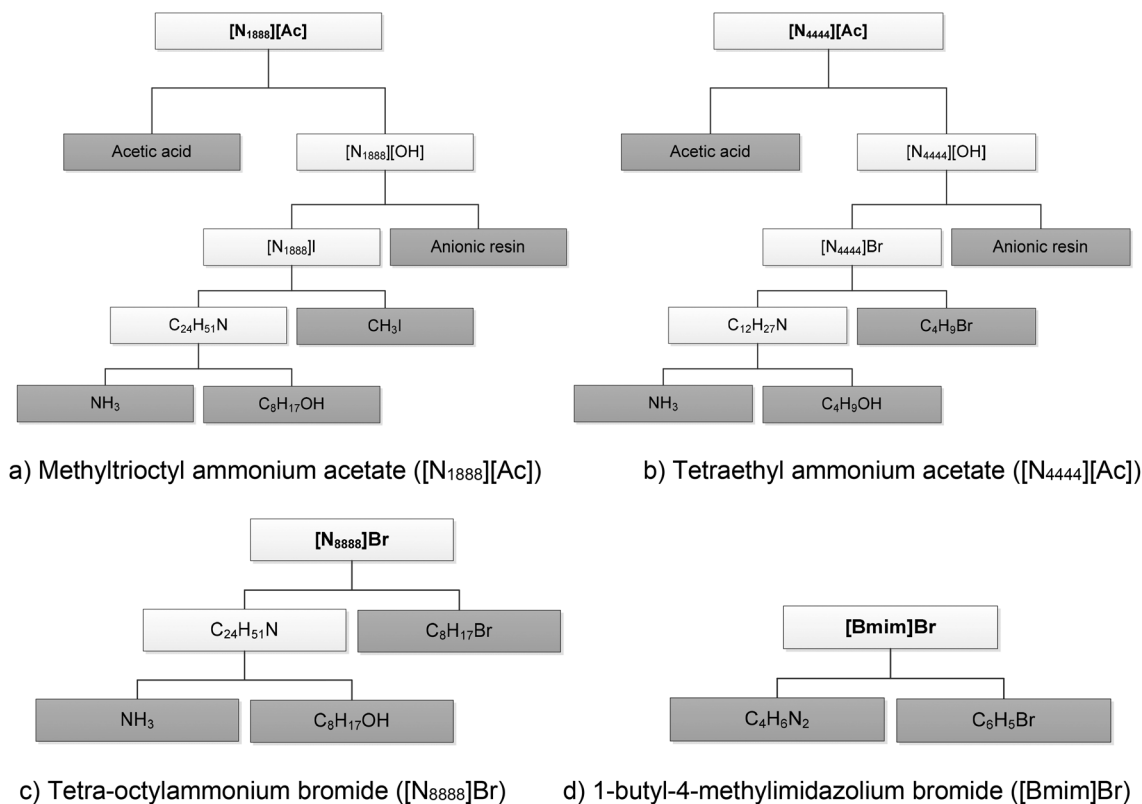 [N₁₈₈₈][Ac]
Acetic acid
[N₁₈₈₈][OH]
[N₁₈₈₈]I
Anionic resin
C₂₄H₅₁N
CH₃I
NH₃
C₈H₁₇OH
a) Methyltrioctyl ammonium acetate ([N₁₈₈₈][Ac])
[N₄₄₄₄][Ac]
Acetic acid
[N₄₄₄₄][OH]
[N₄₄₄₄]Br
Anionic resin
C₁₂H₂₇N
C₄H₉Br
NH₃
C₄H₉OH
b) Tetraethyl ammonium acetate ([N₄₄₄₄][Ac])
[N₈₈₈₈]Br
C₂₄H₅₁N
C₈H₁₇Br
NH₃
C₈H₁₇OH
c) Tetra-octylammonium bromide ([N₈₈₈₈]Br)
[Bmim]Br
C₄H₆N₂
C₆H₅Br
d) 1-butyl-4-methylimidazolium bromide ([Bmim]Br)